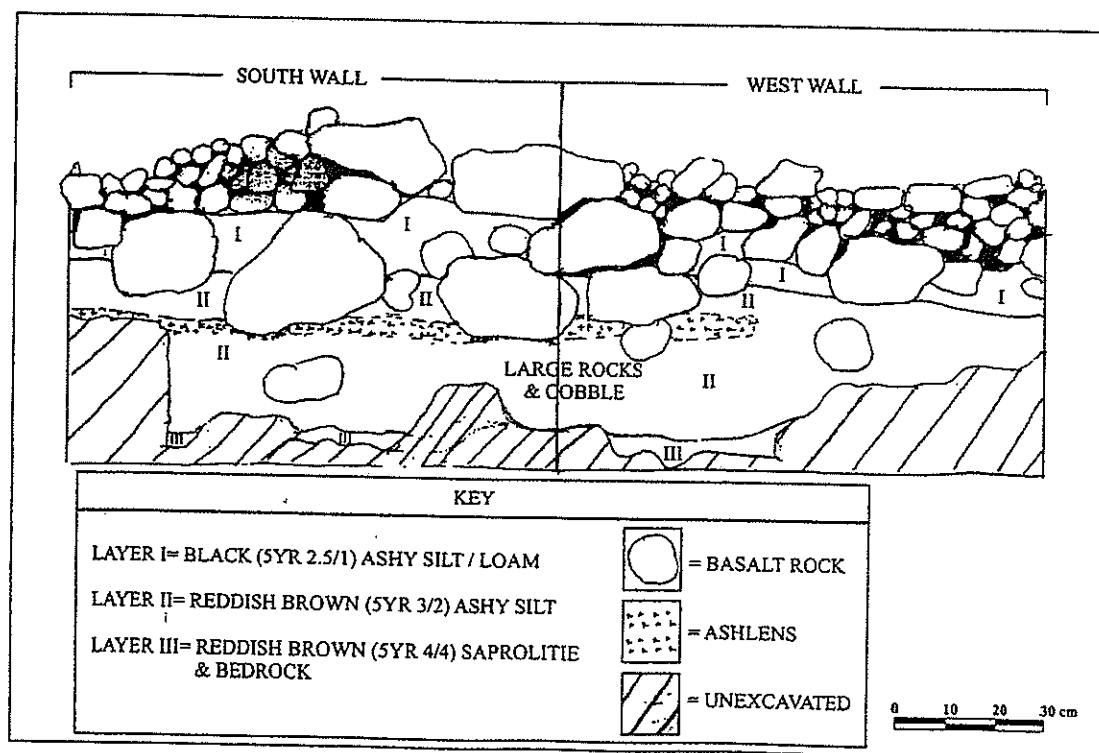 SOUTH WALL
WEST WALL
I
I
I
I
I
II
II
II
II
LARGE ROCKS
& COBBLE
II
III
III
III
KEY
LAYER I= BLACK (5YR 2.5/1) ASHY SILT / LOAM
LAYER II= REDDISH BROWN (5YR 3/2) ASHY SILT
LAYER III= REDDISH BROWN (5YR 4/4) SAPROLITIE
& BEDROCK
= BASALT ROCK
= ASHLENS
= UNEXCAVATED
0 10 20 30 cm